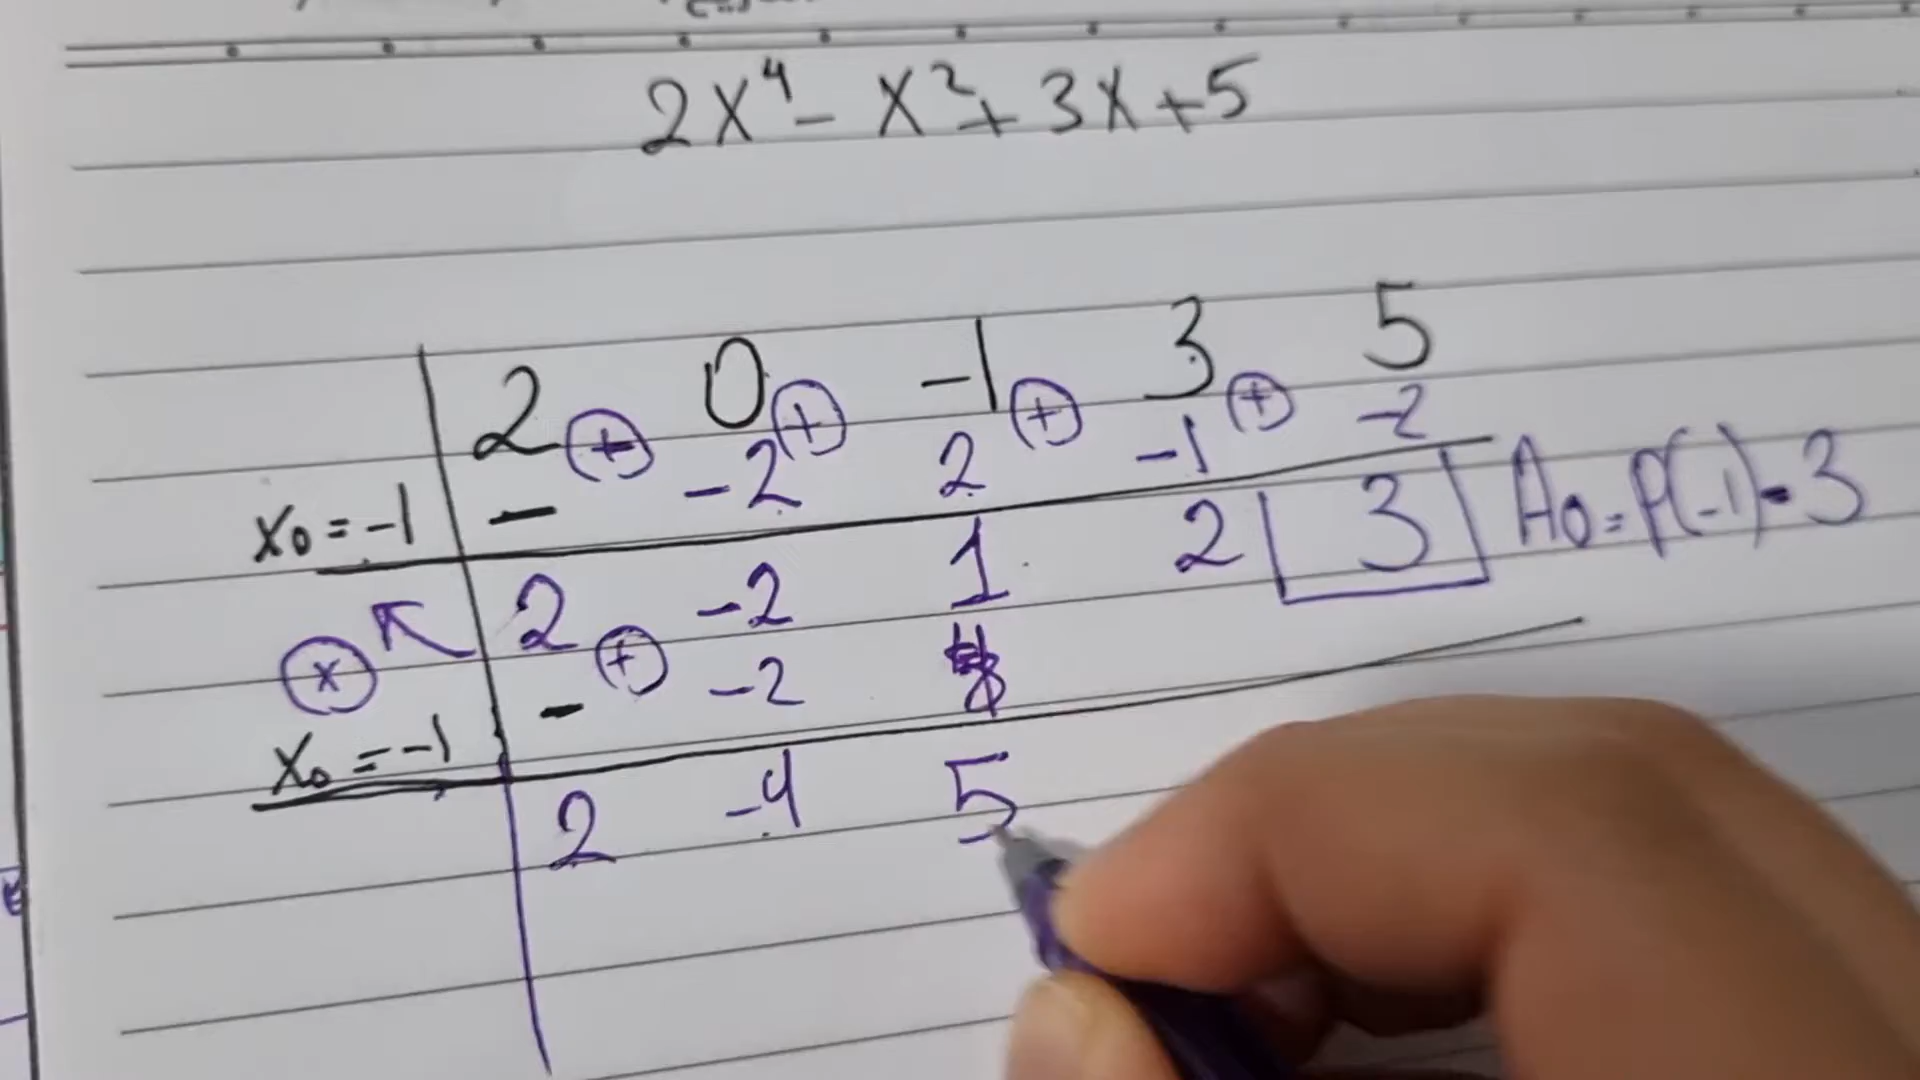 2x⁴ - x² + 3x + 5
2 + 0 + -1 + 3 + 5
x₀ = -1 - -2 2 -1 -2
2 -2 1 2 3 A₀ = P(-1) = 3
x
+
x₀ = -1 - -2
2 -4 5